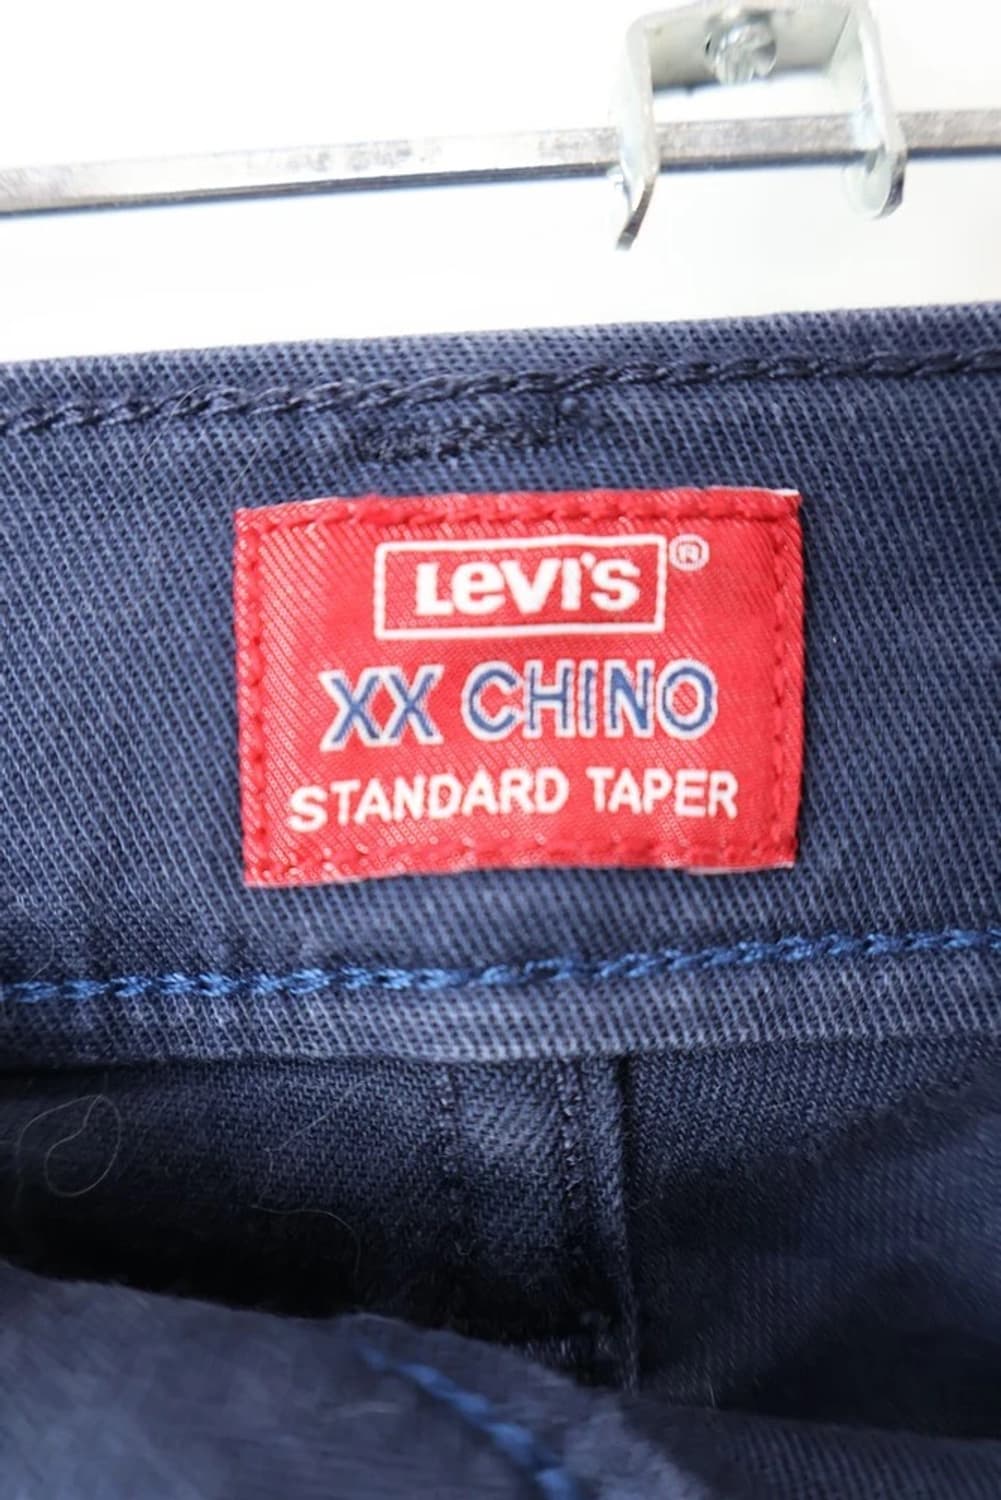 Levi's ®
XX CHINO
STANDARD TAPER